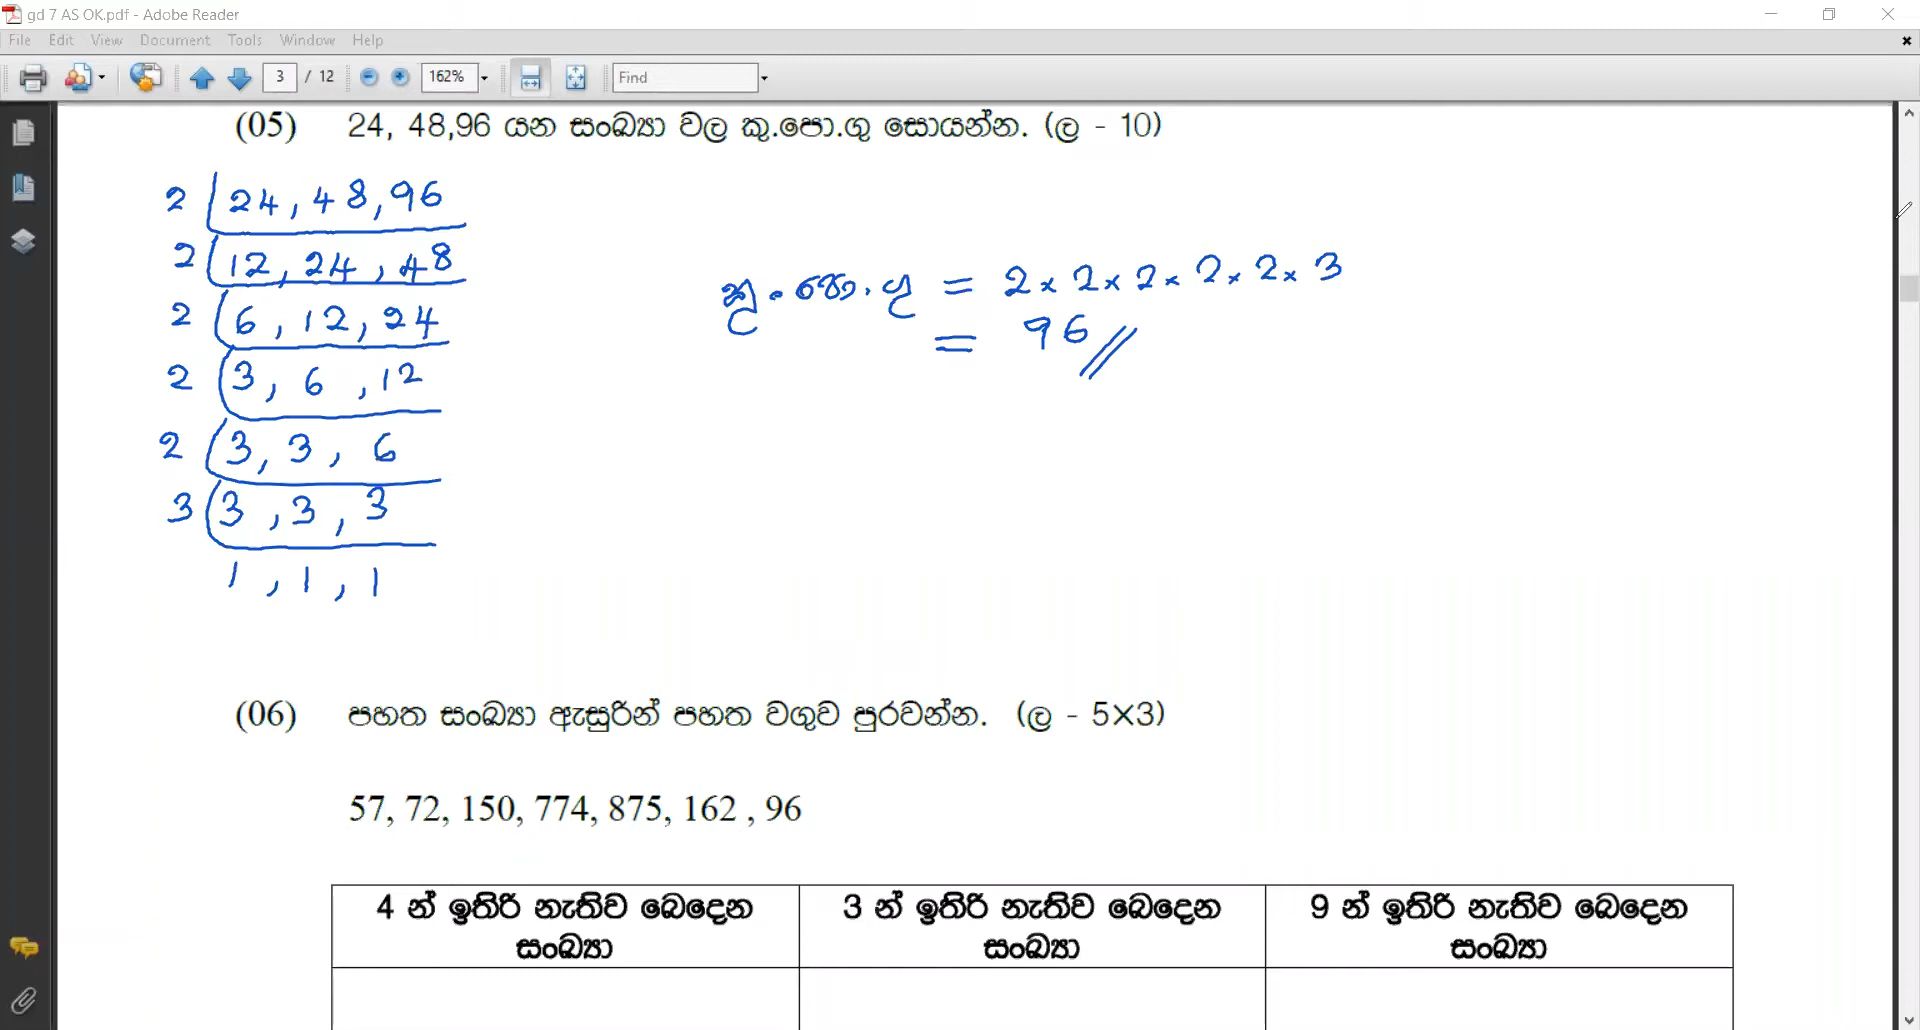 gd 7 AS OK.pdf - Adobe Reader
File Edit View Document Tools Window Help
3 / 12 162% Find
(05) 24, 48,96 යන සංඛ්‍යා වල කු.පො.ගු සොයන්න. (ල - 10)
2 24, 48, 96
2 12, 24, 48
2 6, 12, 24
2 3, 6, 12
2 3, 3, 6
3 3, 3, 3
1, 1, 1
කු.පො.ගු = 2 × 2 × 2 × 2 × 2 × 3
= 96 //
(06) පහත සංඛ්‍යා ඇසුරින් පහත වගුව පුරවන්න. (ල - 5×3)
57, 72, 150, 774, 875, 162 , 96
4 න් ඉතිරි නැතිව බෙදෙන සංඛ්‍යා
3 න් ඉතිරි නැතිව බෙදෙන සංඛ්‍යා
9 න් ඉතිරි නැතිව බෙදෙන සංඛ්‍යා